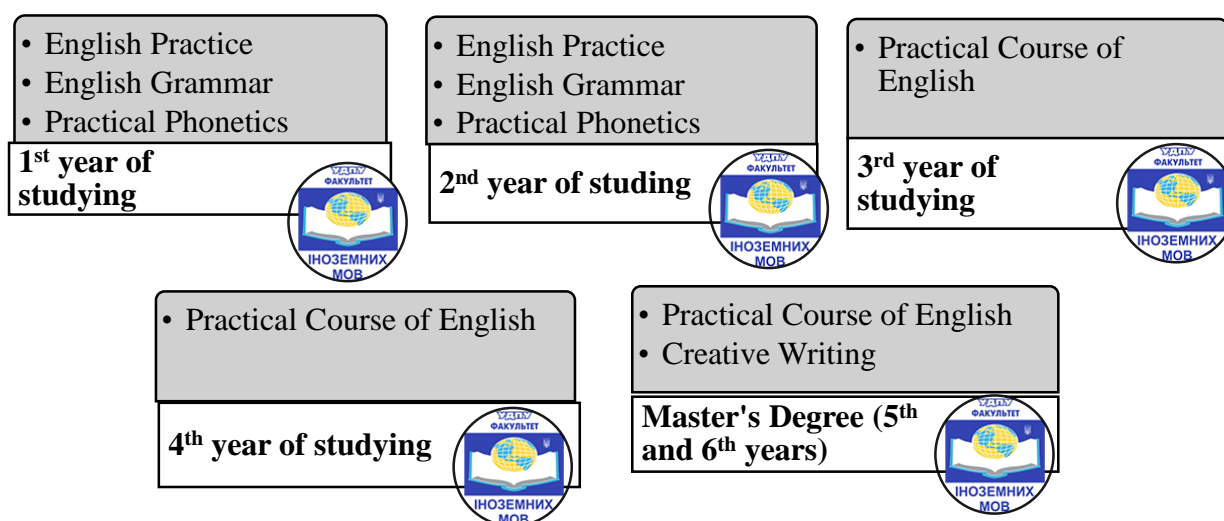 • English Practice
• English Grammar
• Practical Phonetics
1st year of
studying
УДПУ
ФАКУЛЬТЕТ
ІНОЗЕМНИХ
МОВ
• English Practice
• English Grammar
• Practical Phonetics
2nd year of studing
УДПУ
ФАКУЛЬТЕТ
ІНОЗЕМНИХ
МОВ
• Practical Course of
English
3rd year of
studying
УДПУ
ФАКУЛЬТЕТ
ІНОЗЕМНИХ
МОВ
• Practical Course of English
4th year of studying
УДПУ
ФАКУЛЬТЕТ
ІНОЗЕМНИХ
МОВ
• Practical Course of English
• Creative Writing
Master's Degree (5th
and 6th years)
УДПУ
ФАКУЛЬТЕТ
ІНОЗЕМНИХ
МОВ